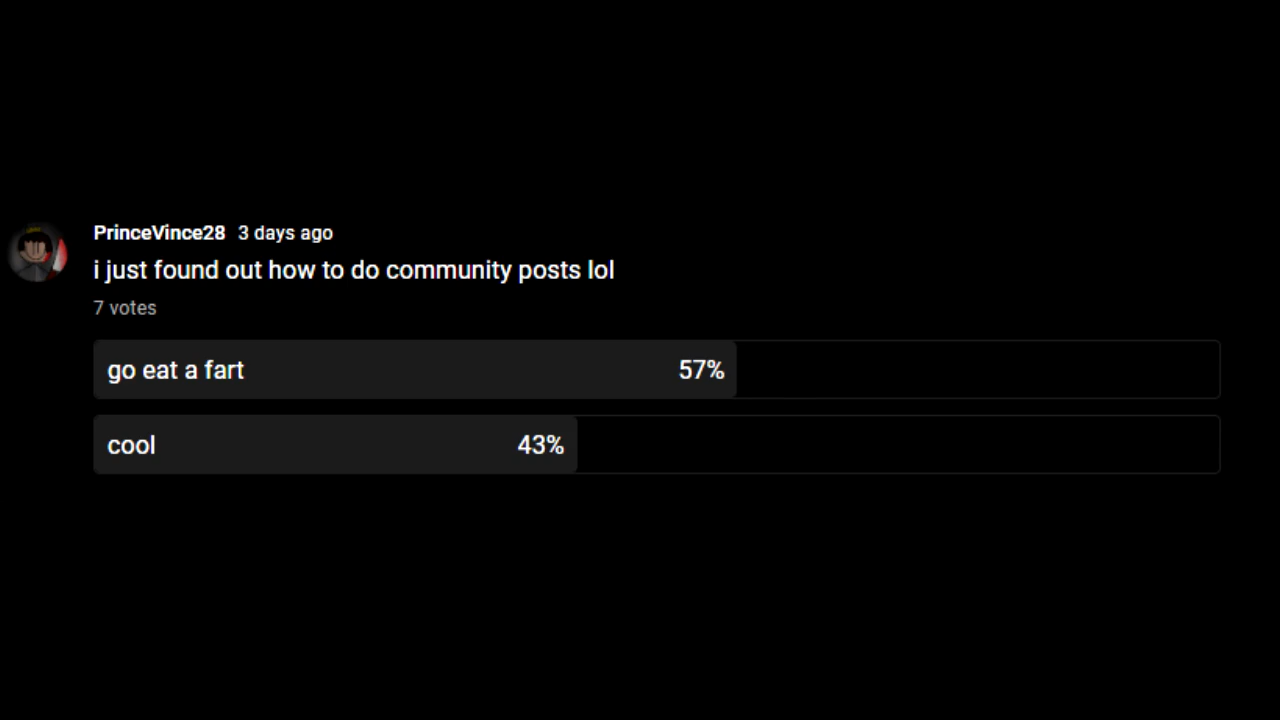 PrinceVince28 3 days ago
i just found out how to do community posts lol
7 votes
go eat a fart 57%
cool 43%